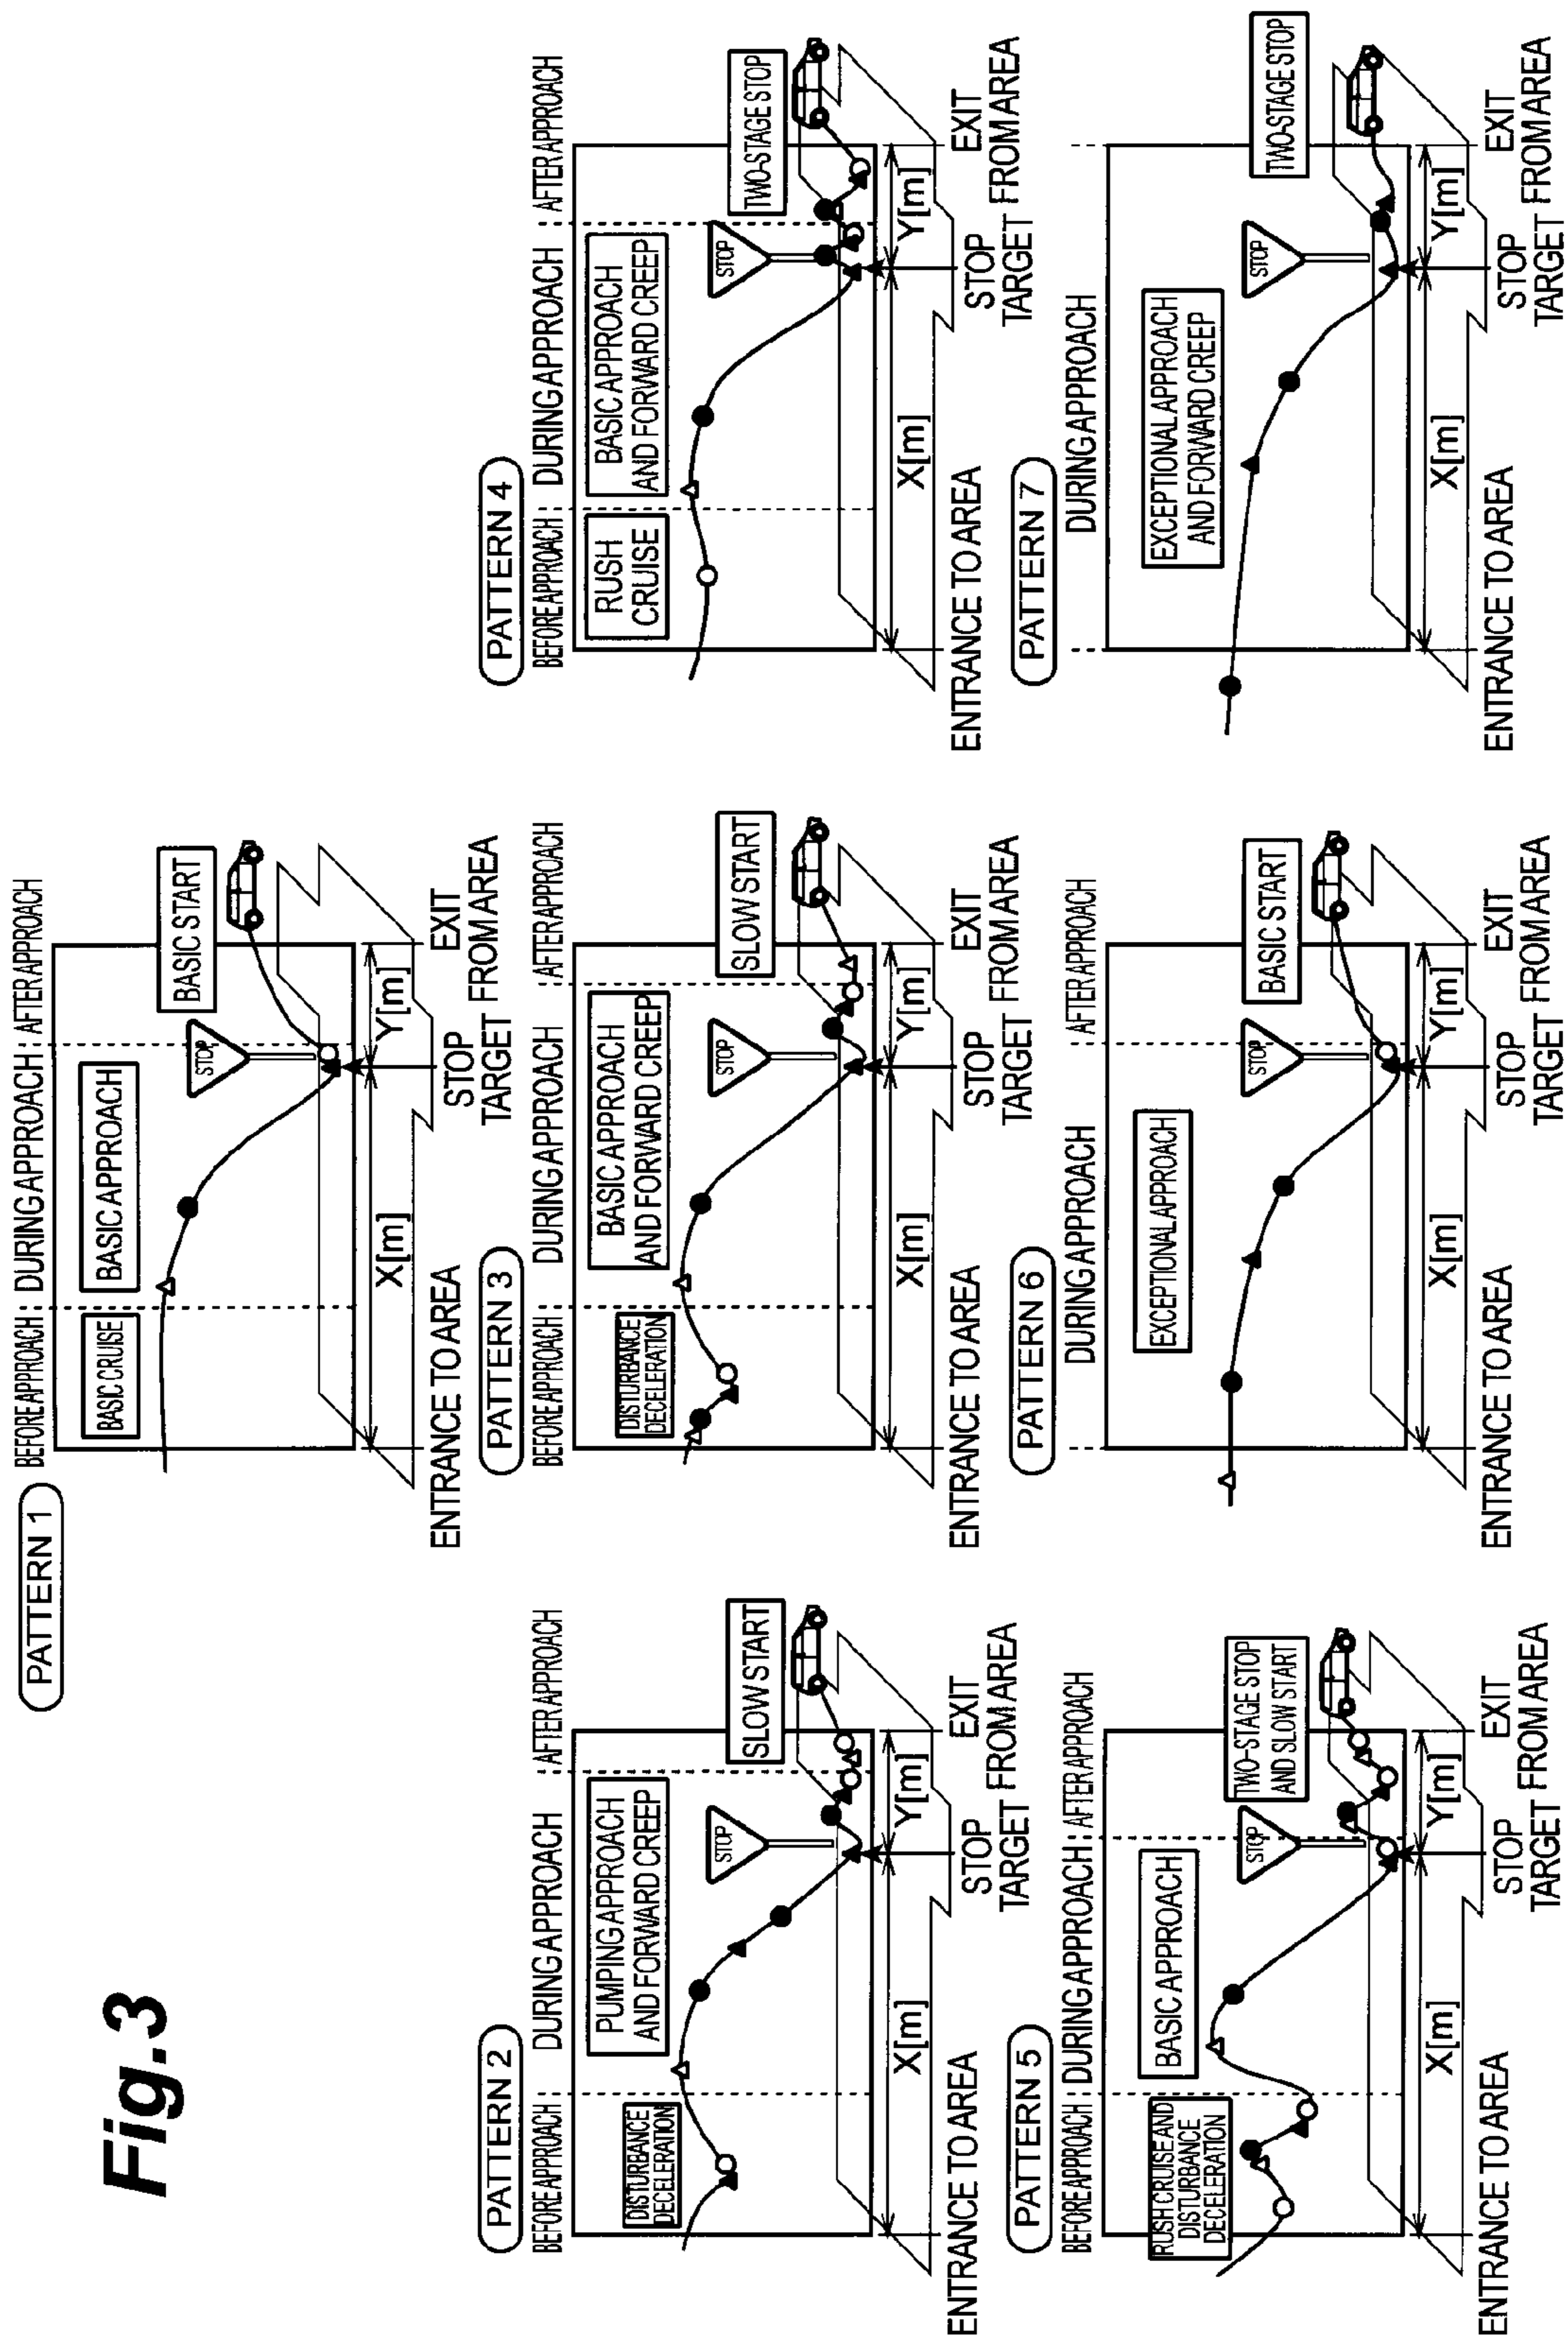 Fig.3
PATTERN 1
BEFORE APPROACH
DURING APPROACH
AFTER APPROACH
BASIC CRUISE
BASIC APPROACH
BASIC START
STOP
X[m]
Y[m]
ENTRANCE TO AREA
STOP
TARGET
EXIT
FROM AREA
PATTERN 2
BEFORE APPROACH
DURING APPROACH
AFTER APPROACH
DISTURBANCE
DECELERATION
PUMPING APPROACH
AND FORWARD CREEP
SLOW START
STOP
X[m]
Y[m]
ENTRANCE TO AREA
STOP
TARGET
EXIT
FROM AREA
PATTERN 3
BEFORE APPROACH
DURING APPROACH
AFTER APPROACH
DISTURBANCE
DECELERATION
BASIC APPROACH
AND FORWARD CREEP
SLOW START
STOP
X[m]
Y[m]
ENTRANCE TO AREA
STOP
TARGET
EXIT
FROM AREA
PATTERN 4
BEFORE APPROACH
DURING APPROACH
AFTER APPROACH
RUSH
CRUISE
BASIC APPROACH
AND FORWARD CREEP
TWO-STAGE STOP
STOP
X[m]
Y[m]
ENTRANCE TO AREA
STOP
TARGET
EXIT
FROM AREA
PATTERN 5
BEFORE APPROACH
DURING APPROACH
AFTER APPROACH
RUSH CRUISE AND
DISTURBANCE
DECELERATION
BASIC APPROACH
TWO-STAGE STOP
AND SLOW START
STOP
X[m]
Y[m]
ENTRANCE TO AREA
STOP
TARGET
EXIT
FROM AREA
PATTERN 6
DURING APPROACH
AFTER APPROACH
EXCEPTIONAL APPROACH
BASIC START
STOP
X[m]
Y[m]
ENTRANCE TO AREA
STOP
TARGET
EXIT
FROM AREA
PATTERN 7
DURING APPROACH
EXCEPTIONAL APPROACH
AND FORWARD CREEP
TWO-STAGE STOP
STOP
X[m]
Y[m]
ENTRANCE TO AREA
STOP
TARGET
EXIT
FROM AREA